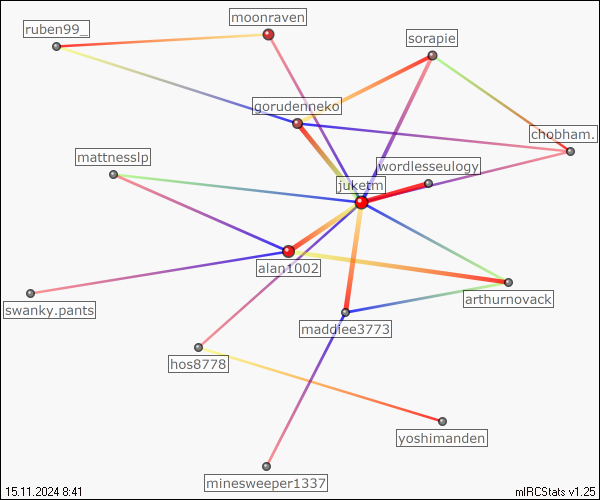 moonraven
ruben99_
sorapie
gorudenneko
chobham.
mattnesslp
wordlesseulogy
juketm
alan1002
arthurnovack
swanky.pants
maddiee3773
hos8778
yoshimanden
minesweeper1337
15.11.2024 8:41
mIRCStats v1.25